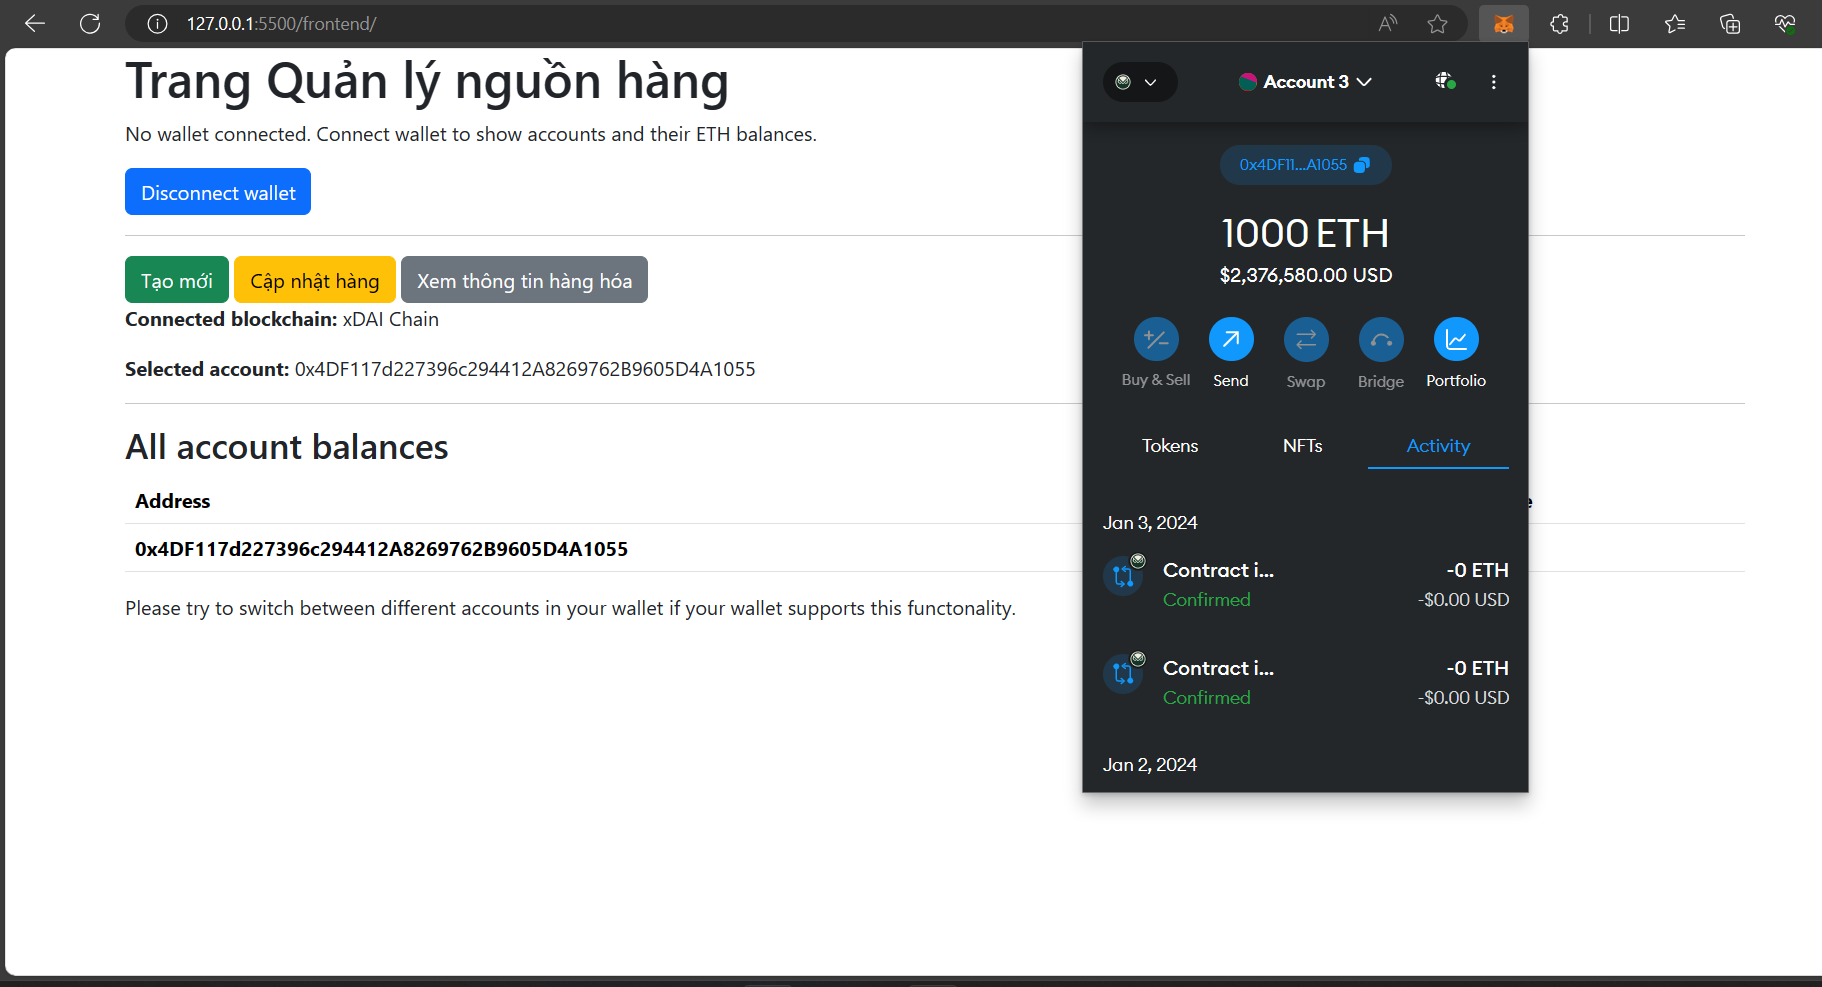 127.0.0.1:5500/frontend/
Trang Quản lý nguồn hàng
No wallet connected. Connect wallet to show accounts and their ETH balances.
Disconnect wallet
Tạo mới Cập nhật hàng Xem thông tin hàng hóa
Connected blockchain: xDAI Chain
Selected account: 0x4DF117d227396c294412A8269762B9605D4A1055
All account balances
Address
0x4DF117d227396c294412A8269762B9605D4A1055
Please try to switch between different accounts in your wallet if your wallet supports this functonality.
Account 3
0x4DF11...A1055
1000 ETH
$2,376,580.00 USD
Buy & Sell Send Swap Bridge Portfolio
Tokens NFTs Activity
Jan 3, 2024
Contract i... -0 ETH
Confirmed -$0.00 USD
Contract i... -0 ETH
Confirmed -$0.00 USD
Jan 2, 2024